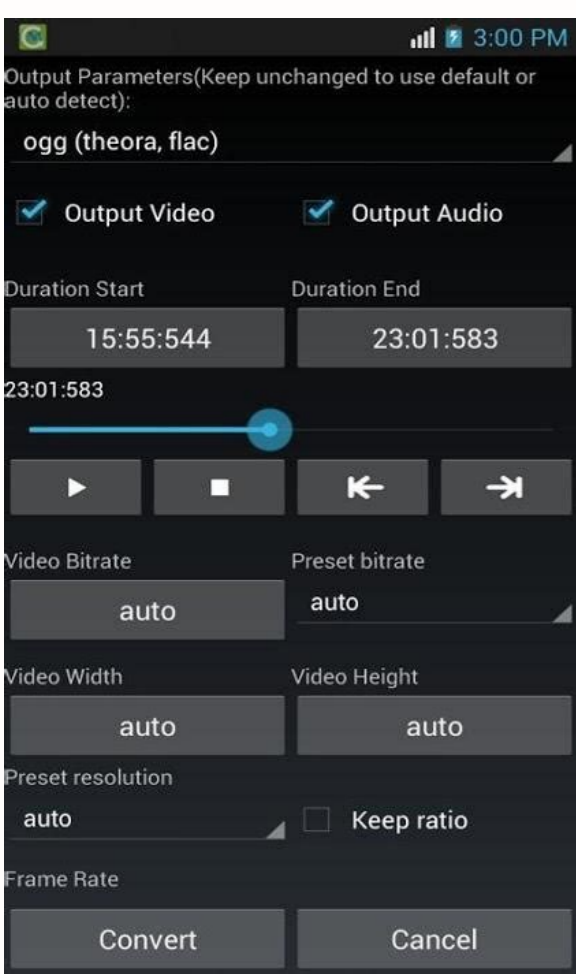 3:00 PM
Output Parameters(Keep unchanged to use default or
auto detect):
ogg (theora, flac)
Output Video
Output Audio
Duration Start
Duration End
15:55:544
23:01:583
23:01:583
Video Bitrate
Preset bitrate
auto
auto
Video Width
Video Height
auto
auto
Preset resolution
auto
Keep ratio
Frame Rate
Convert
Cancel